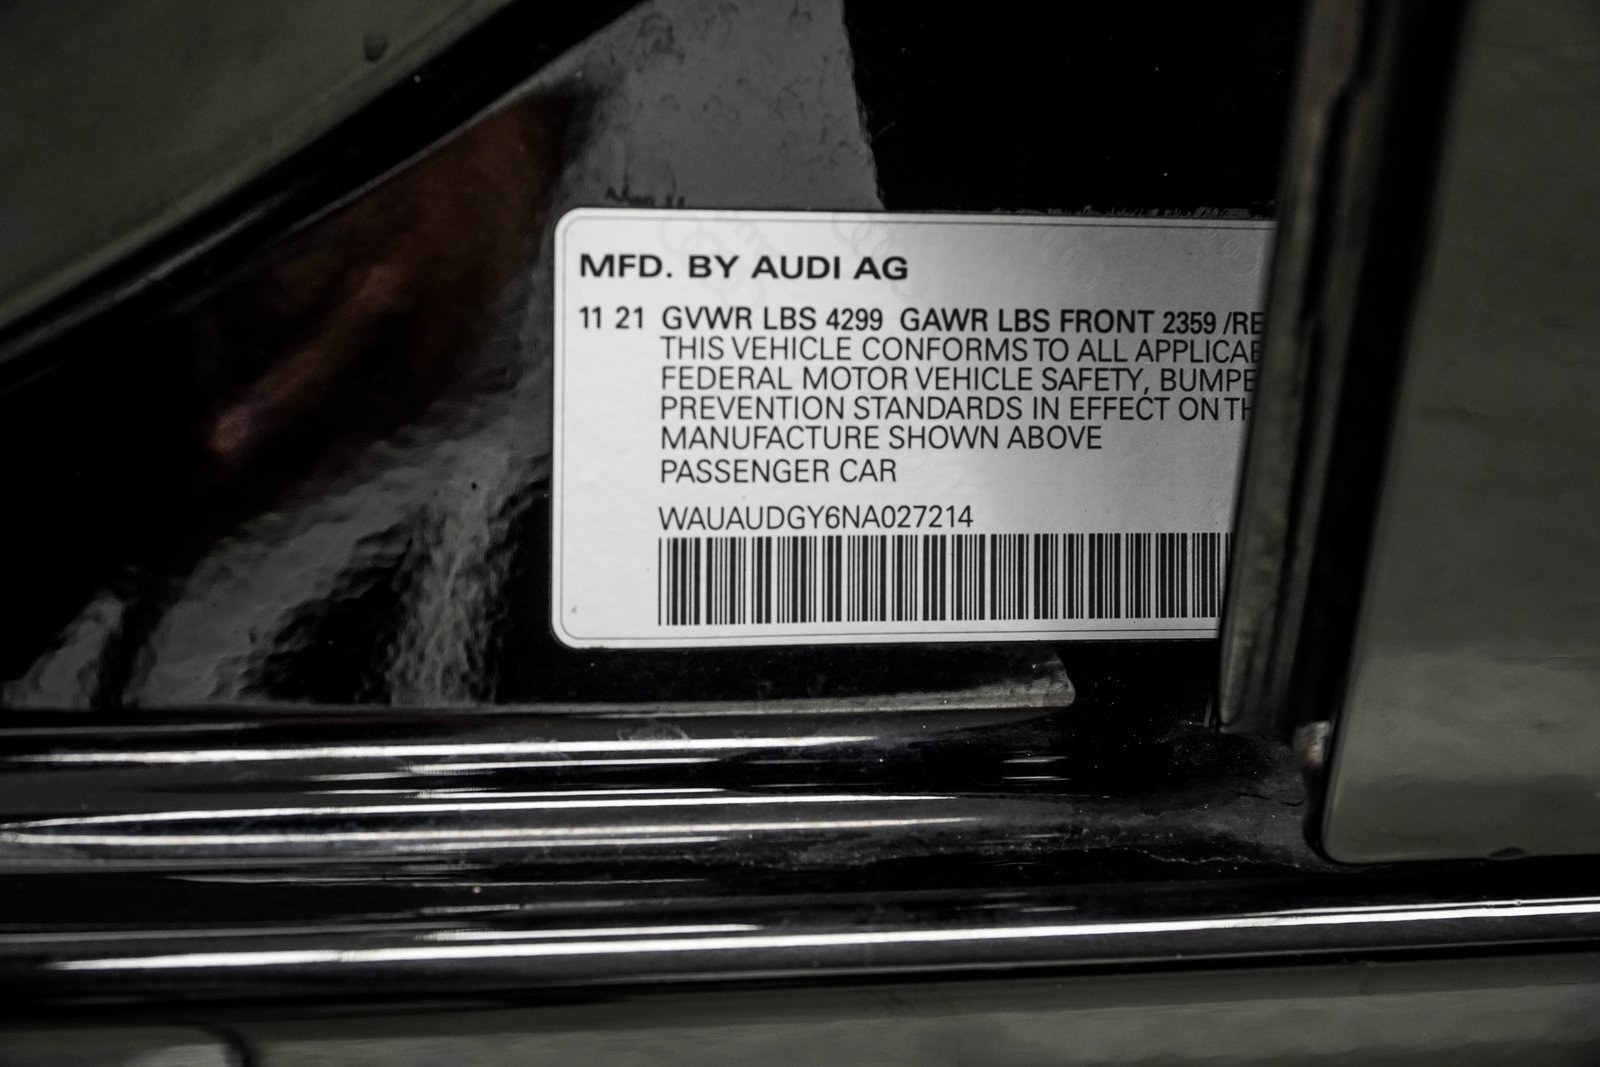 MFD. BY AUDI AG
11 21 GVWR LBS 4299 GAWR LBS FRONT 2359 /RE
THIS VEHICLE CONFORMS TO ALL APPLICAB
FEDERAL MOTOR VEHICLE SAFETY, BUMPE
PREVENTION STANDARDS IN EFFECT ON TH
MANUFACTURE SHOWN ABOVE
PASSENGER CAR
WAUAUDGY6NA027214